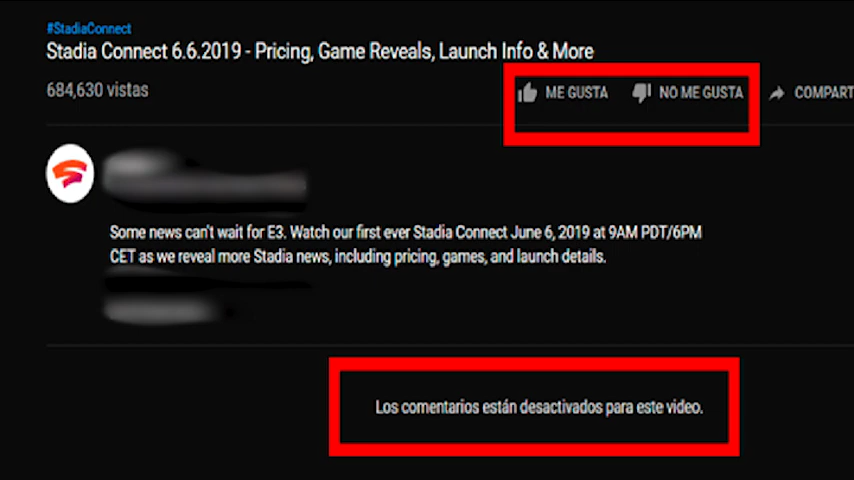 #StadiaConnect
Stadia Connect 6.6.2019 - Pricing, Game Reveals, Launch Info & More
684,630 vistas
ME GUSTA
NO ME GUSTA
COMPART
Some news can't wait for E3. Watch our first ever Stadia Connect June 6, 2019 at 9AM PDT/6PM
CET as we reveal more Stadia news, including pricing, games, and launch details.
Los comentarios están desactivados para este video.